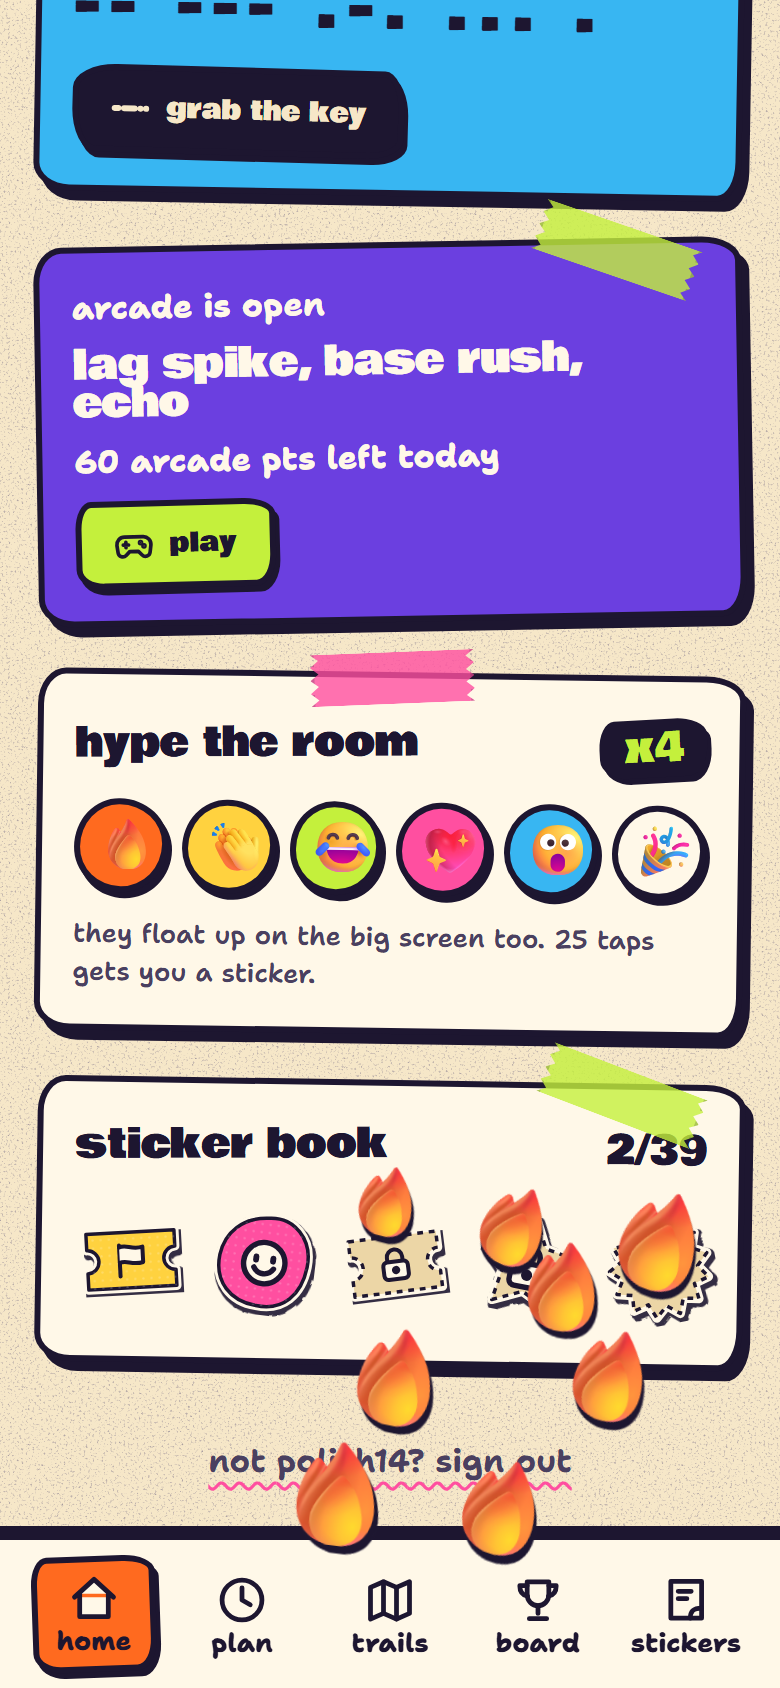 grab the key
arcade is open
lag spike, base rush,
echo
60 arcade pts left today
play
hype the room
x4
they float up on the big screen too. 25 taps
gets you a sticker.
sticker book
2/39
not polish14? sign out
home
plan
trails
board
stickers